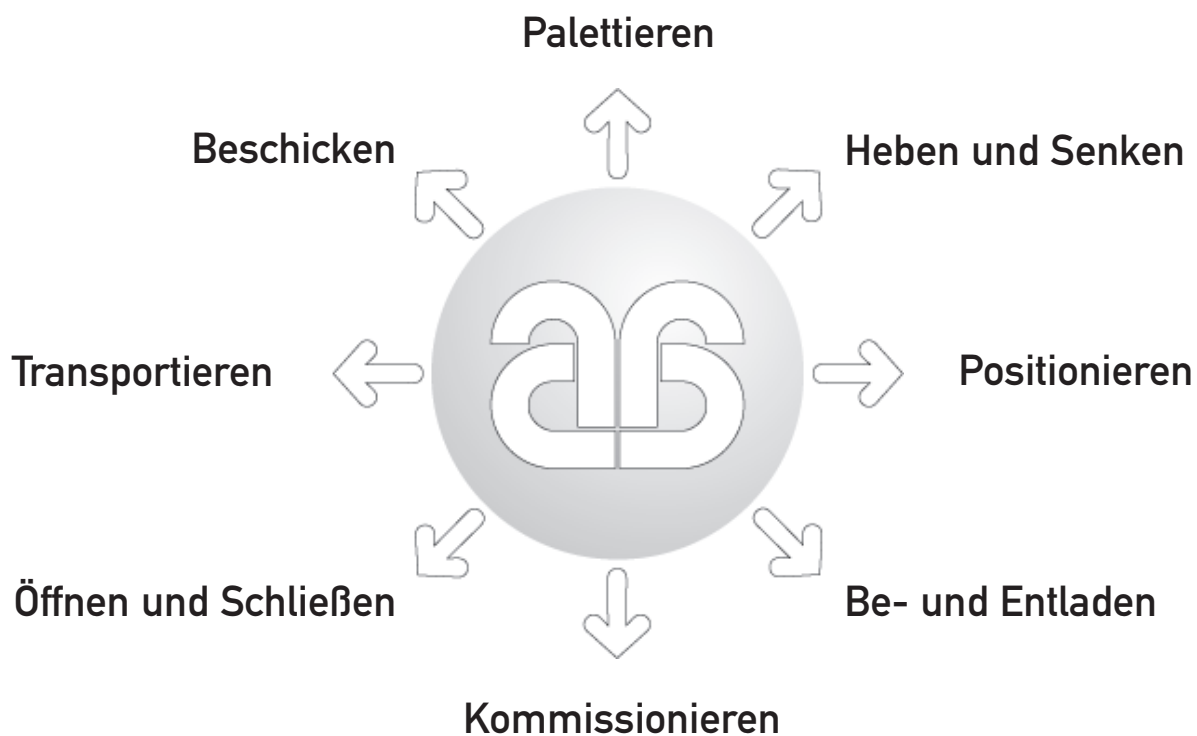 Palettieren
Beschicken
Heben und Senken
Transportieren
Positionieren
Öffnen und Schließen
Be- und Entladen
Kommissionieren